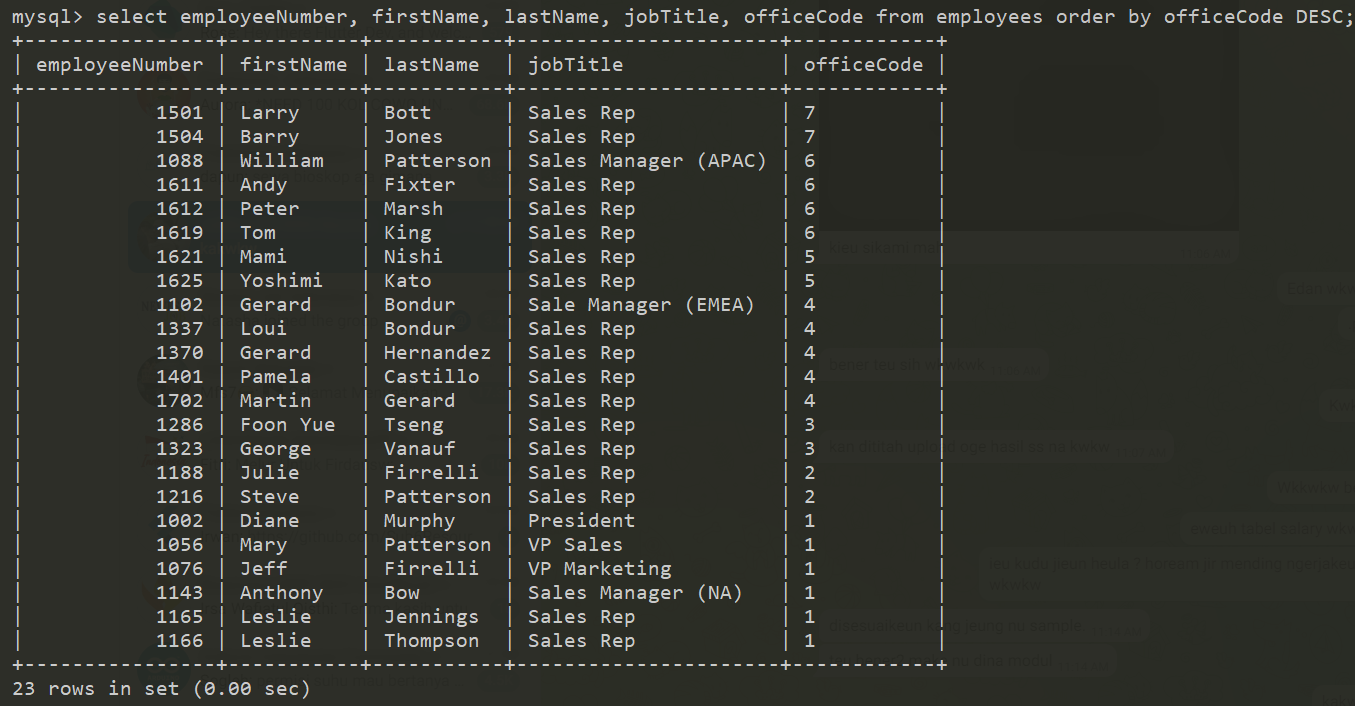 mysql> select employeeNumber, firstName, lastName, jobTitle, officeCode from employees order by officeCode DESC;
+----------------+-----------+-----------+----------------------+------------+
| employeeNumber | firstName | lastName  | jobTitle             | officeCode |
+----------------+-----------+-----------+----------------------+------------+
|           1501 | Larry     | Bott      | Sales Rep            | 7          |
|           1504 | Barry     | Jones     | Sales Rep            | 7          |
|           1088 | William   | Patterson | Sales Manager (APAC) | 6          |
|           1611 | Andy      | Fixter    | Sales Rep            | 6          |
|           1612 | Peter     | Marsh     | Sales Rep            | 6          |
|           1619 | Tom       | King      | Sales Rep            | 6          |
|           1621 | Mami      | Nishi     | Sales Rep            | 5          |
|           1625 | Yoshimi   | Kato      | Sales Rep            | 5          |
|           1102 | Gerard    | Bondur    | Sale Manager (EMEA)  | 4          |
|           1337 | Loui      | Bondur    | Sales Rep            | 4          |
|           1370 | Gerard    | Hernandez | Sales Rep            | 4          |
|           1401 | Pamela    | Castillo  | Sales Rep            | 4          |
|           1702 | Martin    | Gerard    | Sales Rep            | 4          |
|           1286 | Foon Yue  | Tseng     | Sales Rep            | 3          |
|           1323 | George    | Vanauf    | Sales Rep            | 3          |
|           1188 | Julie     | Firrelli  | Sales Rep            | 2          |
|           1216 | Steve     | Patterson | Sales Rep            | 2          |
|           1002 | Diane     | Murphy    | President            | 1          |
|           1056 | Mary      | Patterson | VP Sales             | 1          |
|           1076 | Jeff      | Firrelli  | VP Marketing         | 1          |
|           1143 | Anthony   | Bow       | Sales Manager (NA)   | 1          |
|           1165 | Leslie    | Jennings  | Sales Rep            | 1          |
|           1166 | Leslie    | Thompson  | Sales Rep            | 1          |
+----------------+-----------+-----------+----------------------+------------+
23 rows in set (0.00 sec)